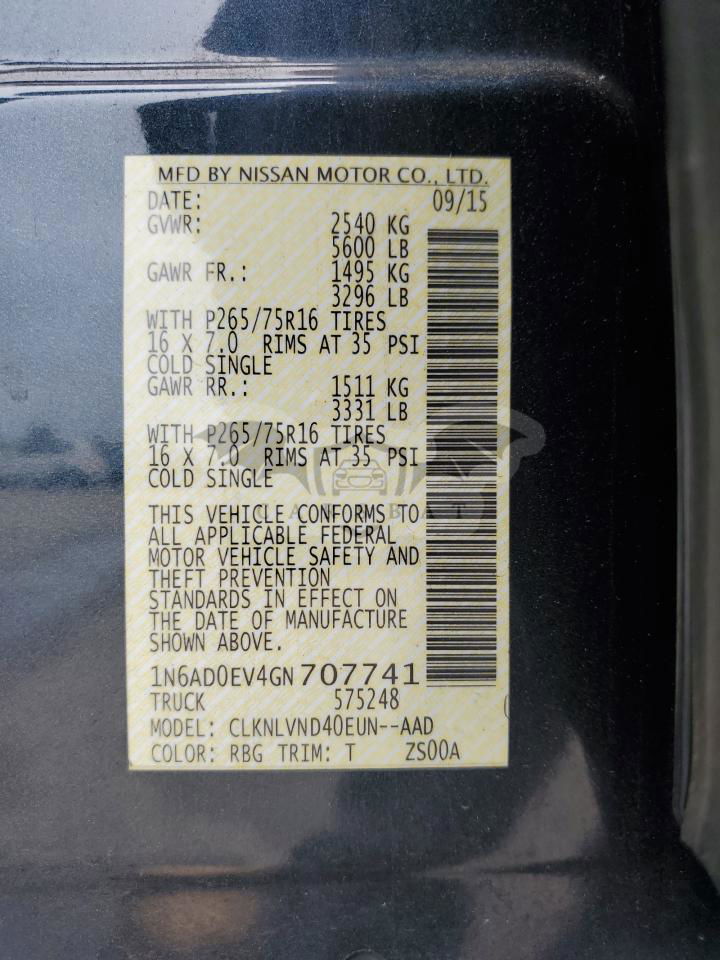 MFD BY NISSAN MOTOR CO., LTD.
DATE: 09/15
GVWR: 2540 KG
5600 LB
GAWR FR.: 1495 KG
3296 LB
WITH P265/75R16 TIRES
16 X 7.0 RIMS AT 35 PSI
COLD SINGLE
GAWR RR.: 1511 KG
3331 LB
WITH P265/75R16 TIRES
16 X 7.0 RIMS AT 35 PSI
COLD SINGLE
THIS VEHICLE CONFORMS TO
ALL APPLICABLE FEDERAL
MOTOR VEHICLE SAFETY AND
THEFT PREVENTION
STANDARDS IN EFFECT ON
THE DATE OF MANUFACTURE
SHOWN ABOVE.
1N6AD0EV4GN707741
TRUCK 575248
MODEL: CLKNLVND40EUN--AAD
COLOR: RBG TRIM: T ZS00A